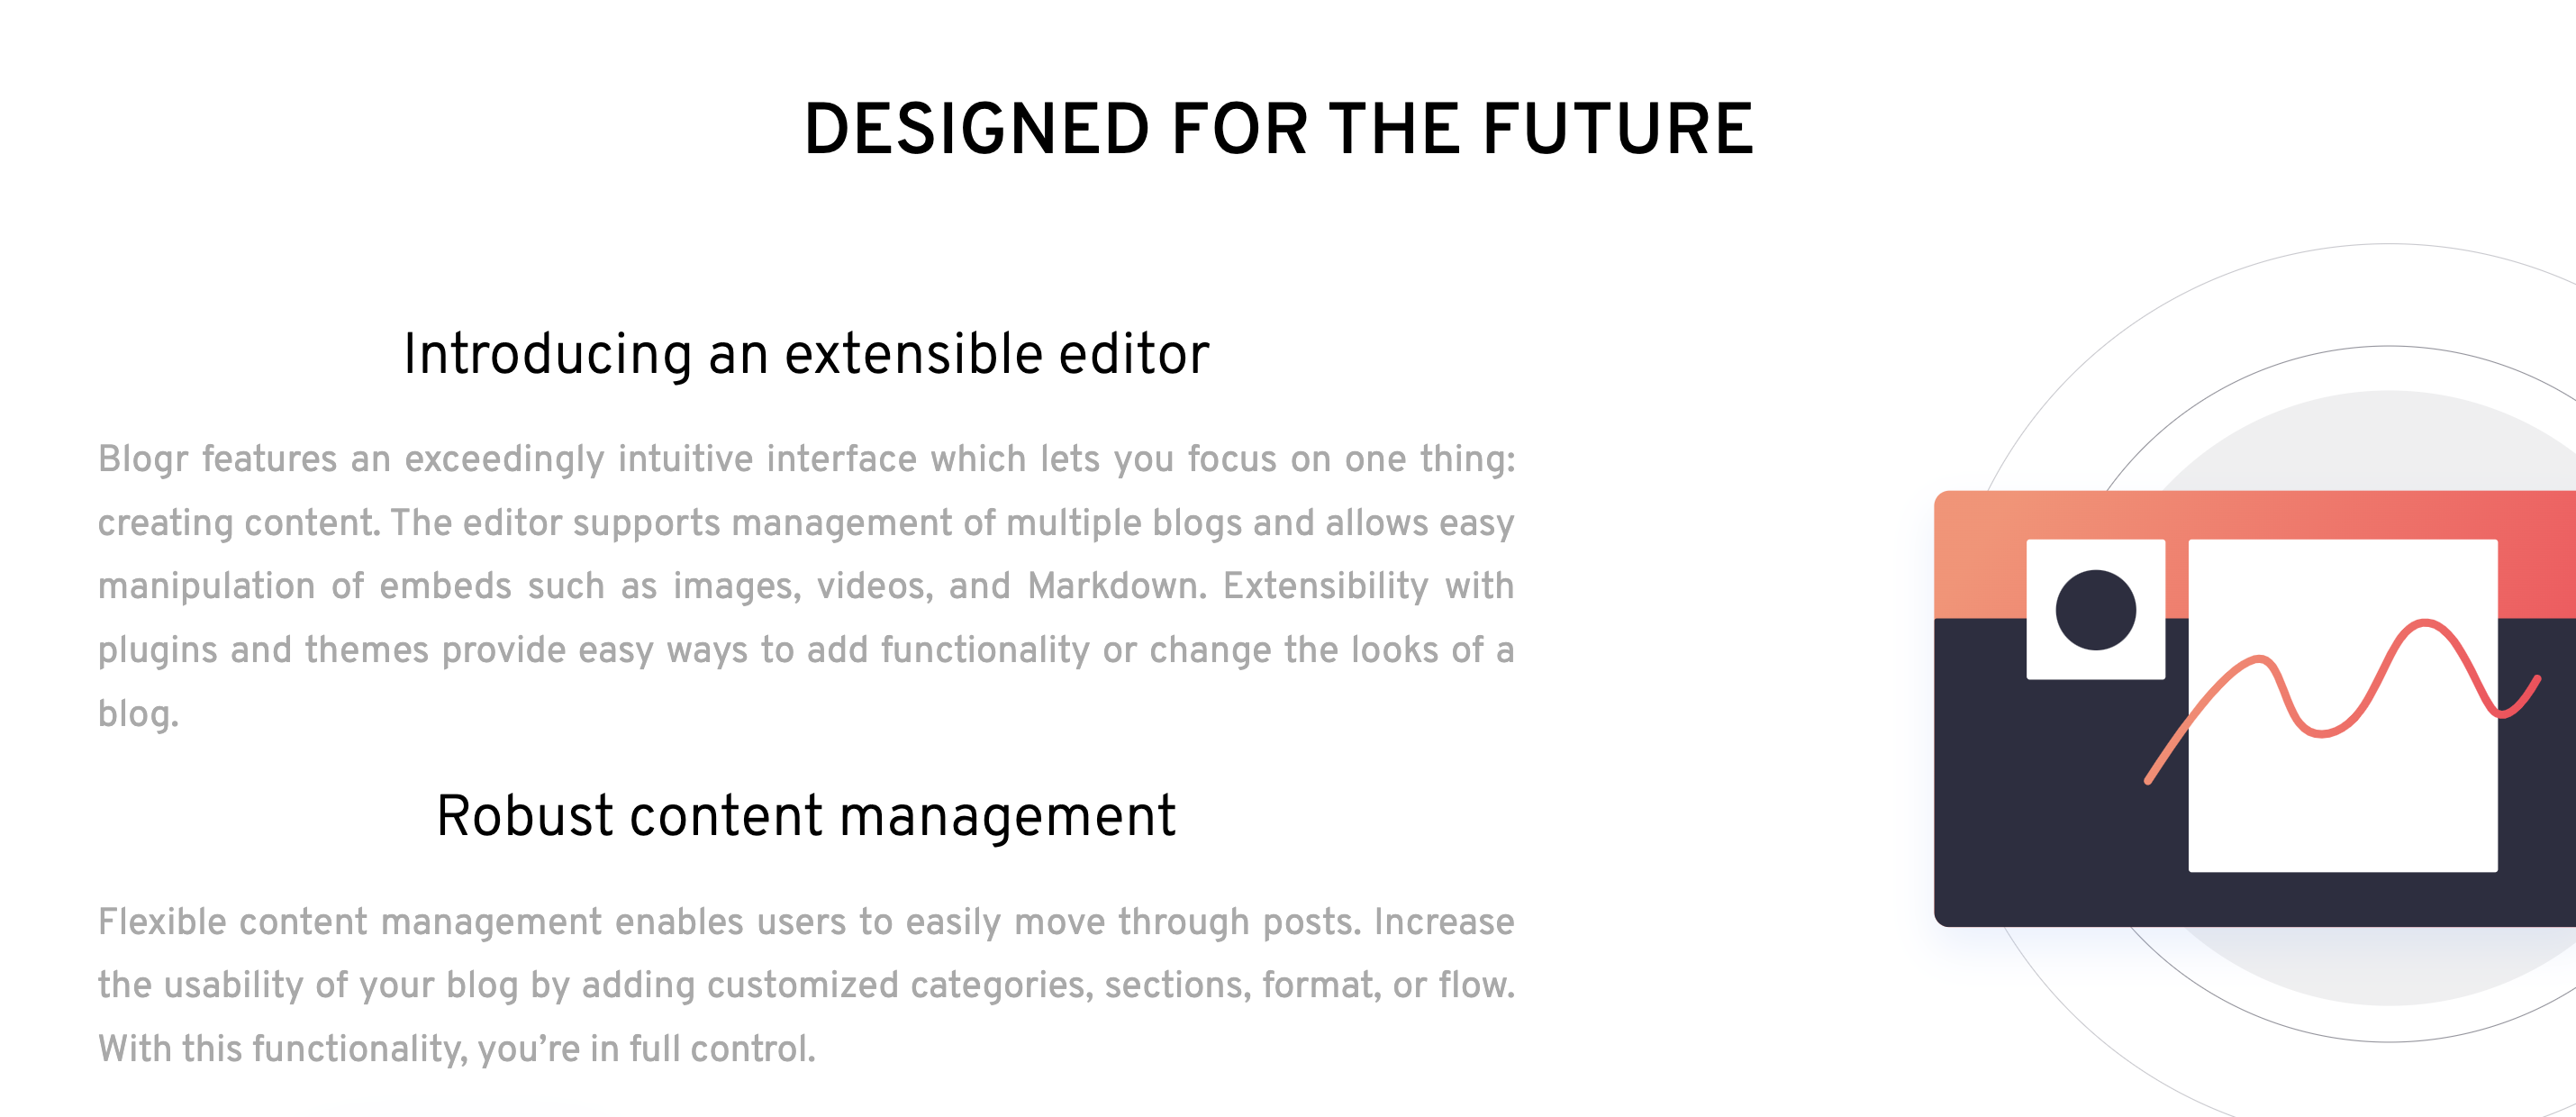 DESIGNED FOR THE FUTURE
Introducing an extensible editor
Blogr features an exceedingly intuitive interface which lets you focus on one thing:
creating content. The editor supports management of multiple blogs and allows easy
manipulation of embeds such as images, videos, and Markdown. Extensibility with
plugins and themes provide easy ways to add functionality or change the looks of a
blog.
Robust content management
Flexible content management enables users to easily move through posts. Increase
the usability of your blog by adding customized categories, sections, format, or flow.
With this functionality, you’re in full control.